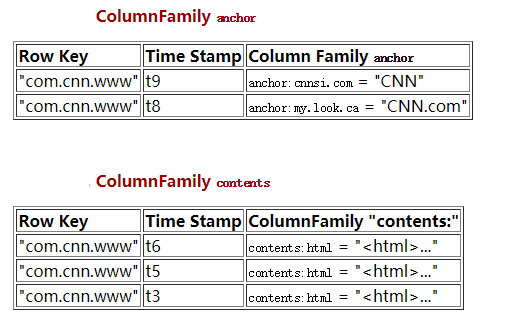 ColumnFamily anchor
Row Key Time Stamp Column Family anchor
"com.cnn.www" t9 anchor:cnnsi.com = "CNN"
"com.cnn.www" t8 anchor:my.look.ca = "CNN.com"
ColumnFamily contents
Row Key Time Stamp ColumnFamily "contents:"
"com.cnn.www" t6 contents:html = "<html>..."
"com.cnn.www" t5 contents:html = "<html>..."
"com.cnn.www" t3 contents:html = "<html>..."